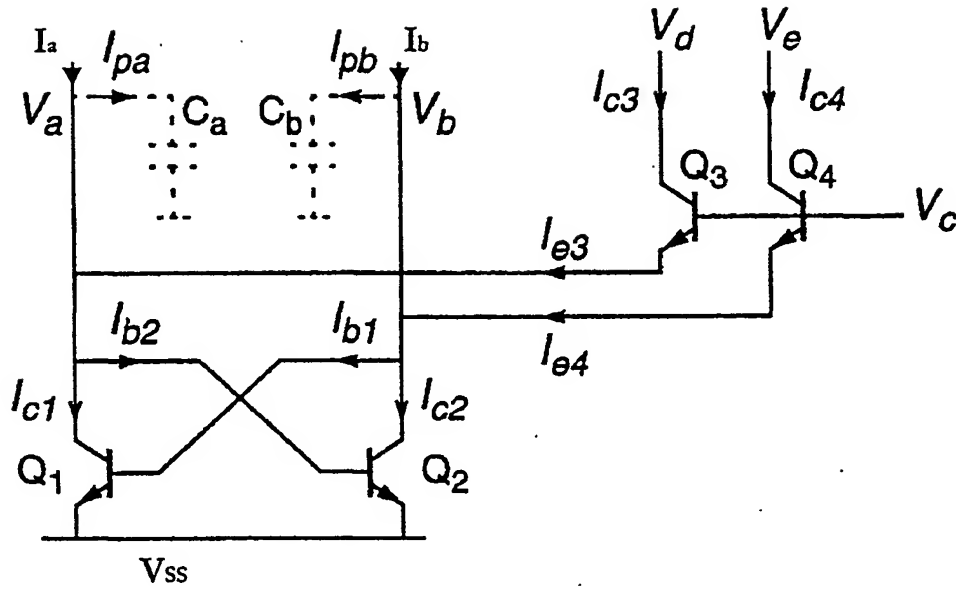 Ia Ipa Ipb Ib Vd Ve
Va Ca Cb Vb Ic3 Ic4
Q3 Q4
Vc
Ie3
Ib2 Ib1 Ie4
Ic1 Ic2
Q1 Q2
Vss